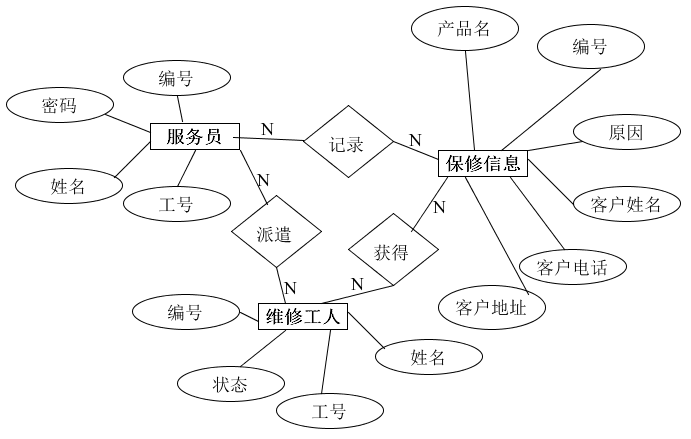 产品名
编号
编号
密码
服务员
N
记录
N
原因
保修信息
姓名
工号
N
客户姓名
N
派遣
获得
客户电话
N
N
编号
维修工人
客户地址
姓名
状态
工号